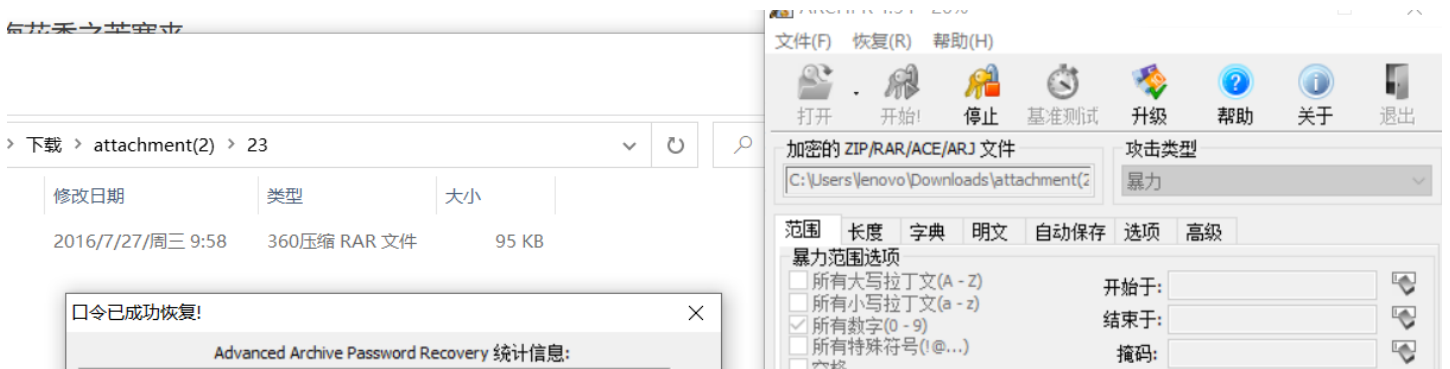 文件(F) 恢复(R) 帮助(H)
打开 开始! 停止 基准测试 升级 帮助 关于 退出
下载 > attachment(2) > 23
加密的 ZIP/RAR/ACE/ARJ 文件 攻击类型
C:\Users\lenovo\Downloads\attachment(2 暴力
修改日期 类型 大小
2016/7/27/周三 9:58 360压缩 RAR 文件 95 KB
范围 长度 字典 明文 自动保存 选项 高级
暴力范围选项
所有大写拉丁文(A - Z) 开始于:
所有小写拉丁文(a - z)
所有数字(0 - 9) 结束于:
所有特殊符号(!@...) 掩码:
空格
口令已成功恢复!
Advanced Archive Password Recovery 统计信息: